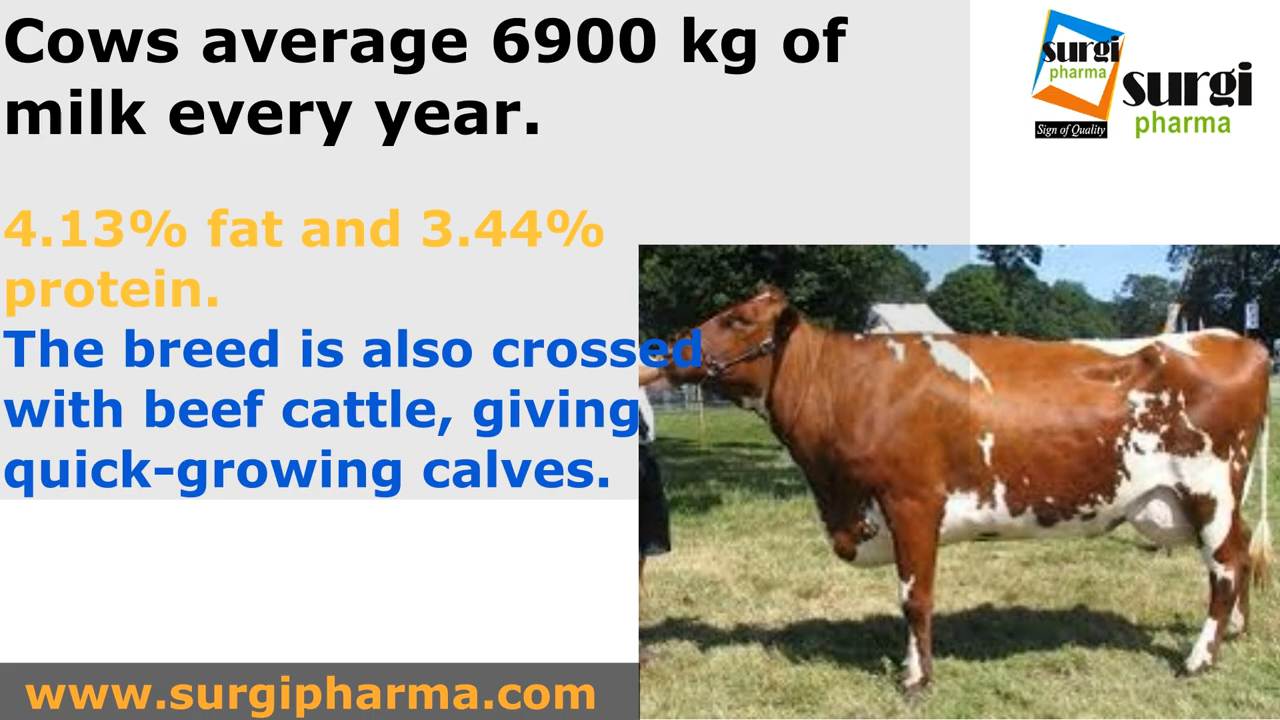 Cows average 6900 kg of
milk every year.
4.13% fat and 3.44%
protein.
The breed is also crossed
with beef cattle, giving
quick-growing calves.
surgi
pharma
Sign of Quality
surgi
pharma
www.surgipharma.com